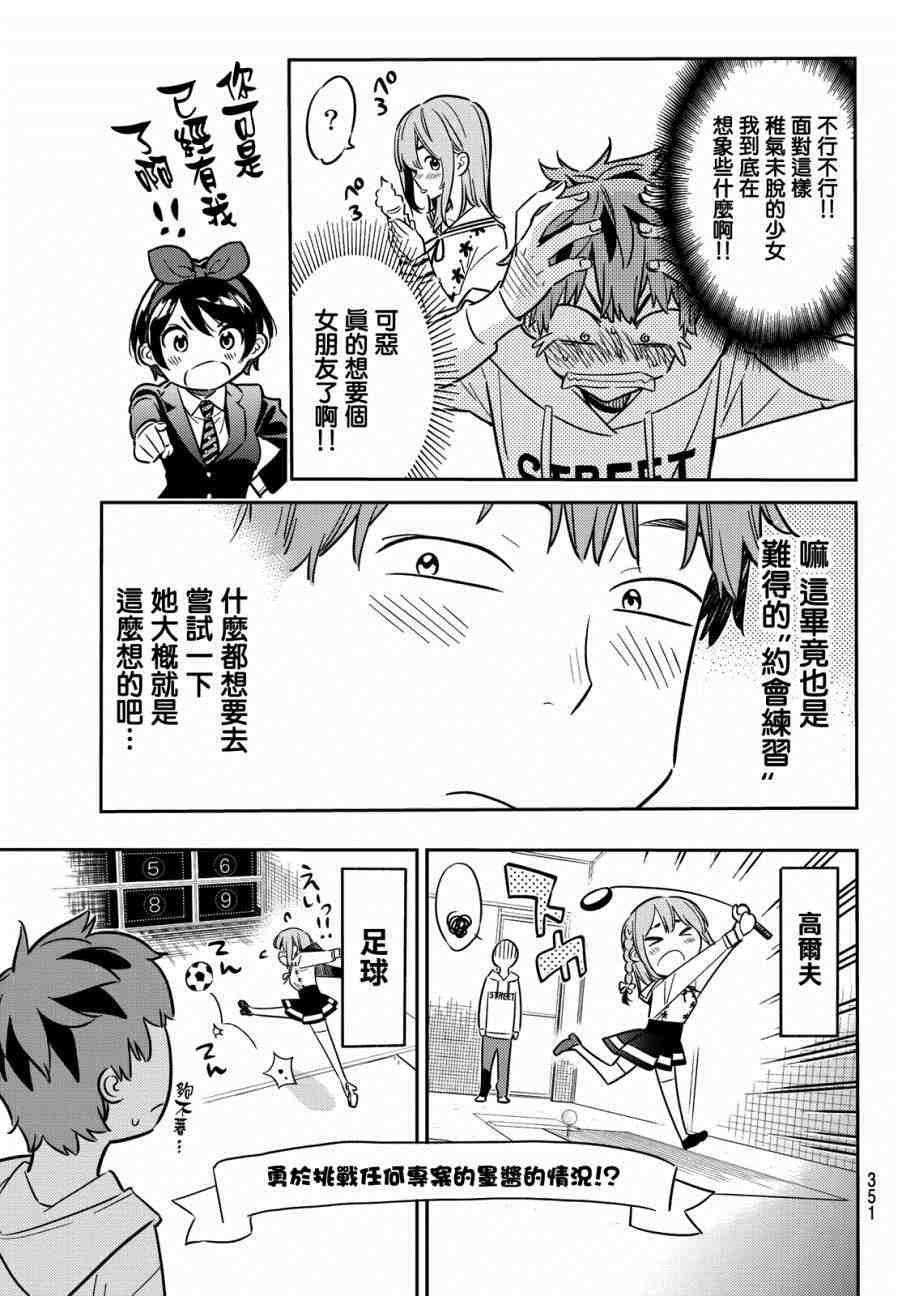 不行不行!!
面對這樣
稚氣未脫的少女
我到底在
想象些什麼啊!!
ペろ
ペろ
?
可惡
真的想要個
女朋友了啊!!
STREET
你可是
已經有我
了啊!!
嘛 這畢竟也是
難得的"約會練習"
什麼都想要去
嘗試一下
她大概就是
這麼想的吧…
高爾夫
STREET
足球
えい?!!
てん
てん
5
6
8
9
夠不著…
勇於挑戰任何專案的墨醬的情況!?
351